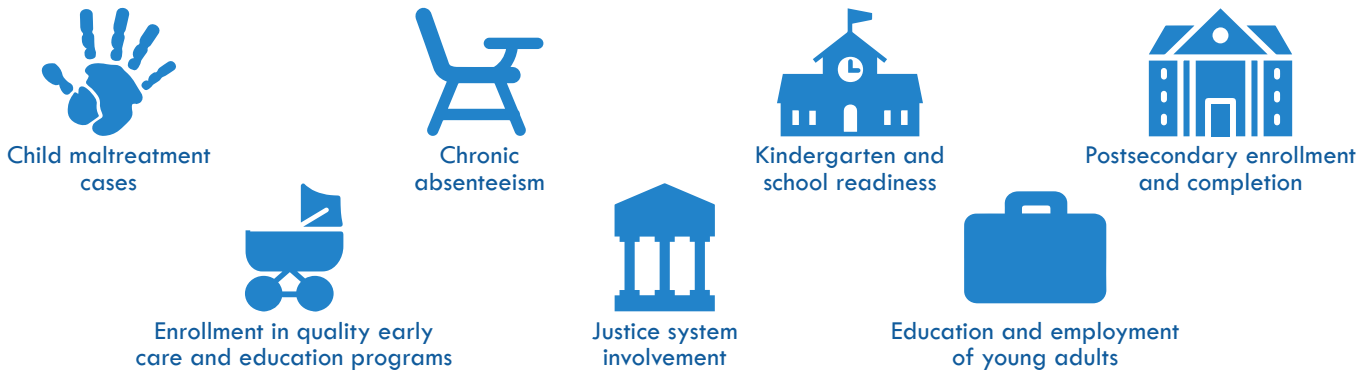 Child maltreatment
cases
Chronic
absenteeism
Kindergarten and
school readiness
Postsecondary enrollment
and completion
Enrollment in quality early
care and education programs
Justice system
involvement
Education and employment
of young adults